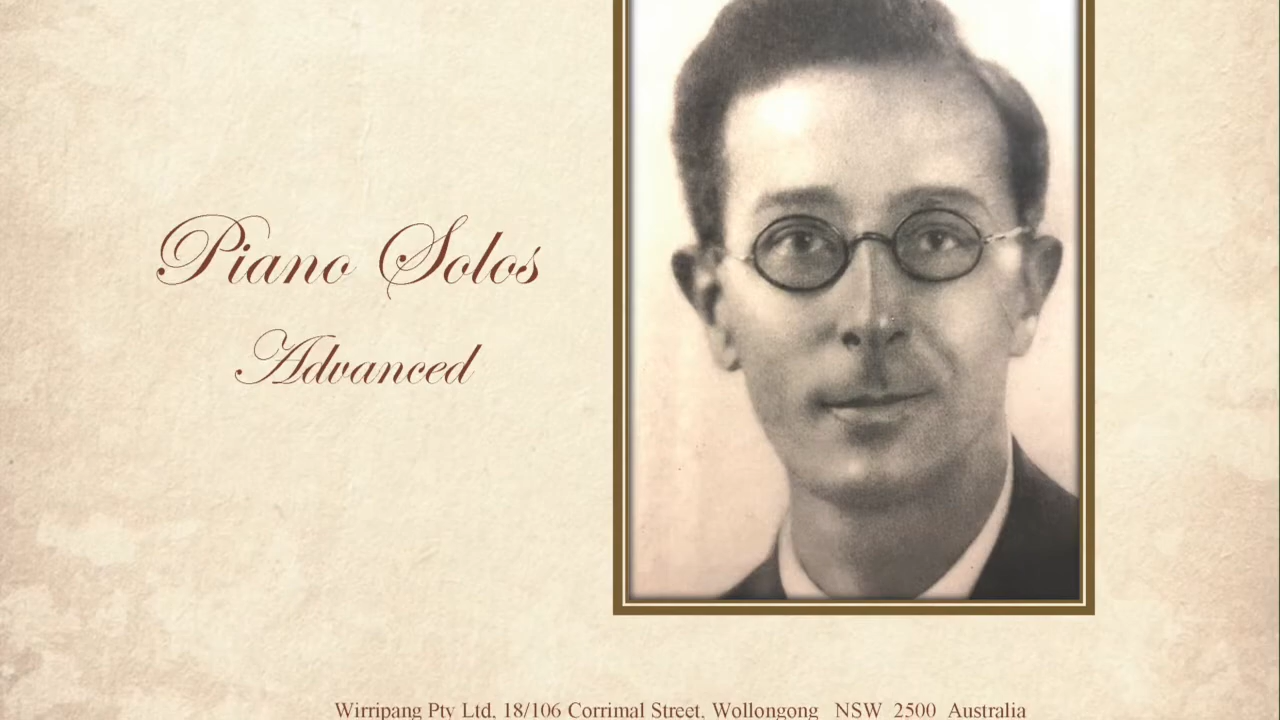 Piano Solos
Advanced
Wirripang Pty Ltd, 18/106 Corrimal Street, Wollongong NSW 2500 Australia